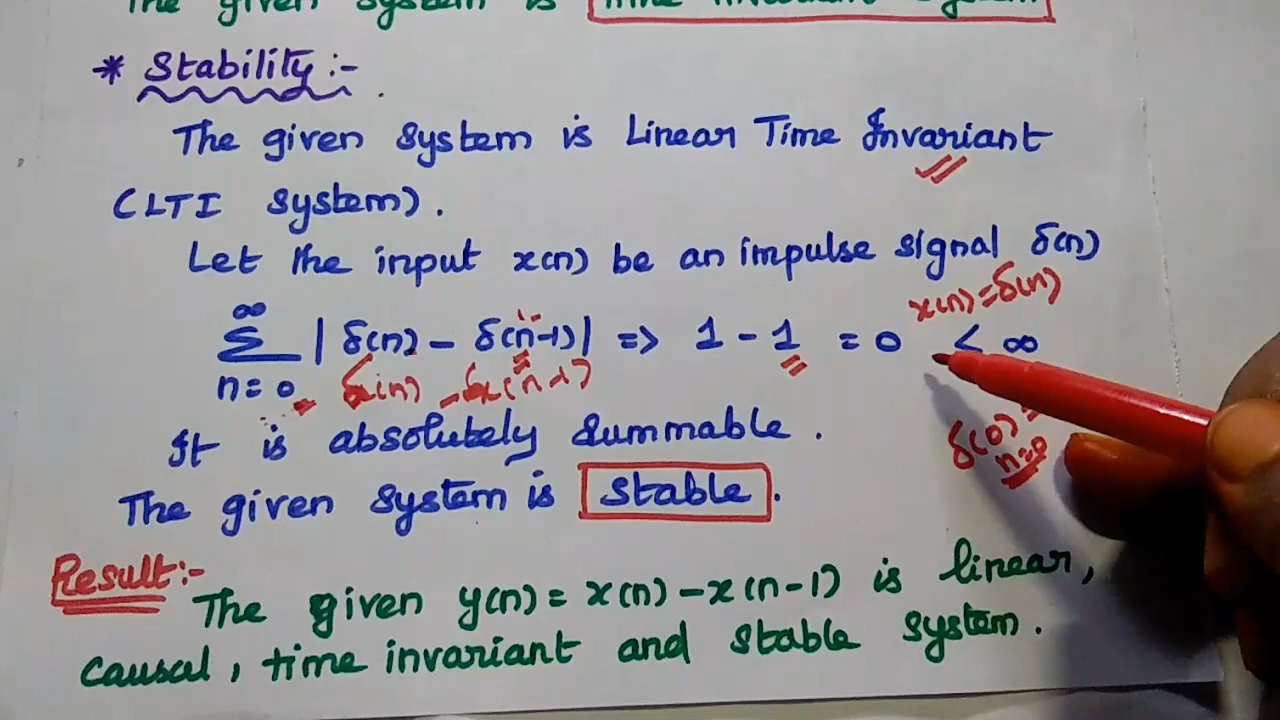 The given system is Time Invariant System
* Stability :-
The given system is Linear Time Invariant
(LTI system).
Let the input x(n) be an impulse signal δ(n)
x(n) = δ(n)
∞
Σ | δ(n) - δ(n-1) | => 1 - 1 = 0 < ∞
n=0
x(n) - x(n-1)
δ(0) =
n=0
It is absolutely summable .
The given system is stable .
Result:-
The given y(n) = x(n) - x(n-1) is linear,
causal, time invariant and stable system.